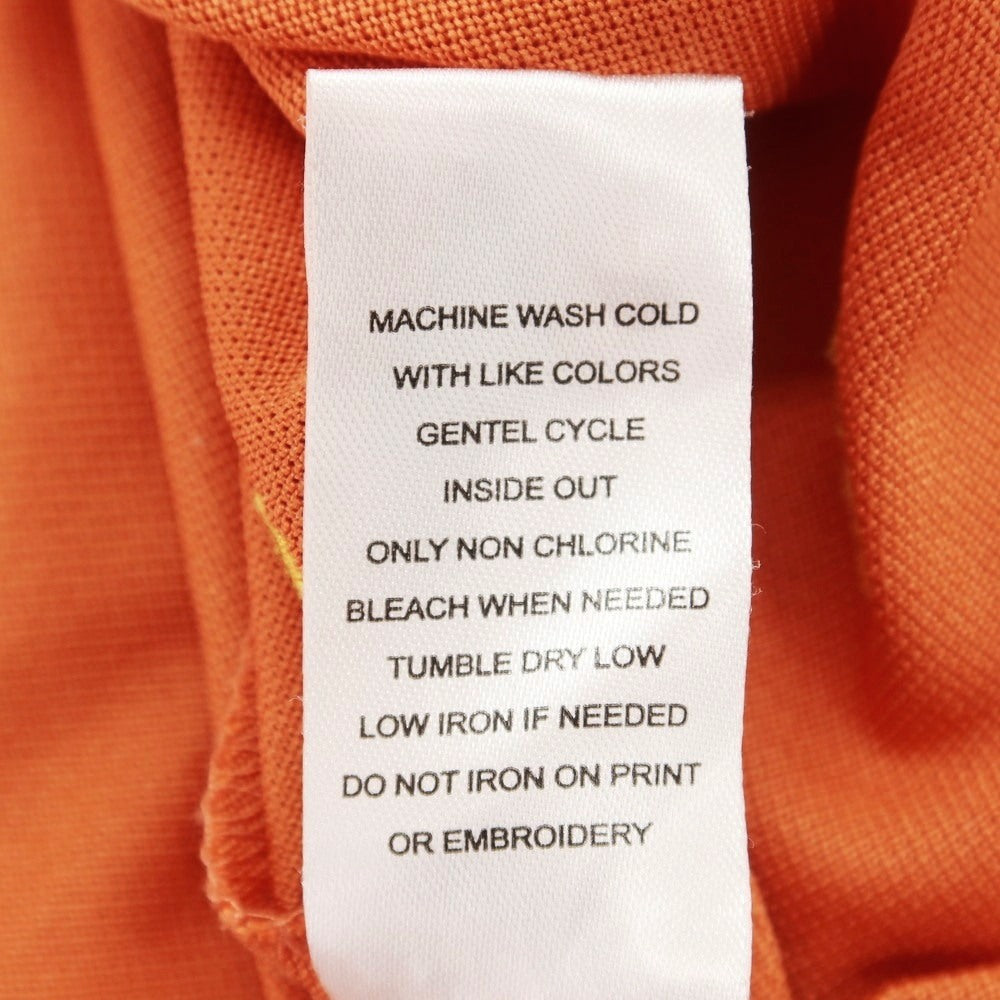 MACHINE WASH COLD
WITH LIKE COLORS
GENTEL CYCLE
INSIDE OUT
ONLY NON CHLORINE
BLEACH WHEN NEEDED
TUMBLE DRY LOW
LOW IRON IF NEEDED
DO NOT IRON ON PRINT
OR EMBROIDERY